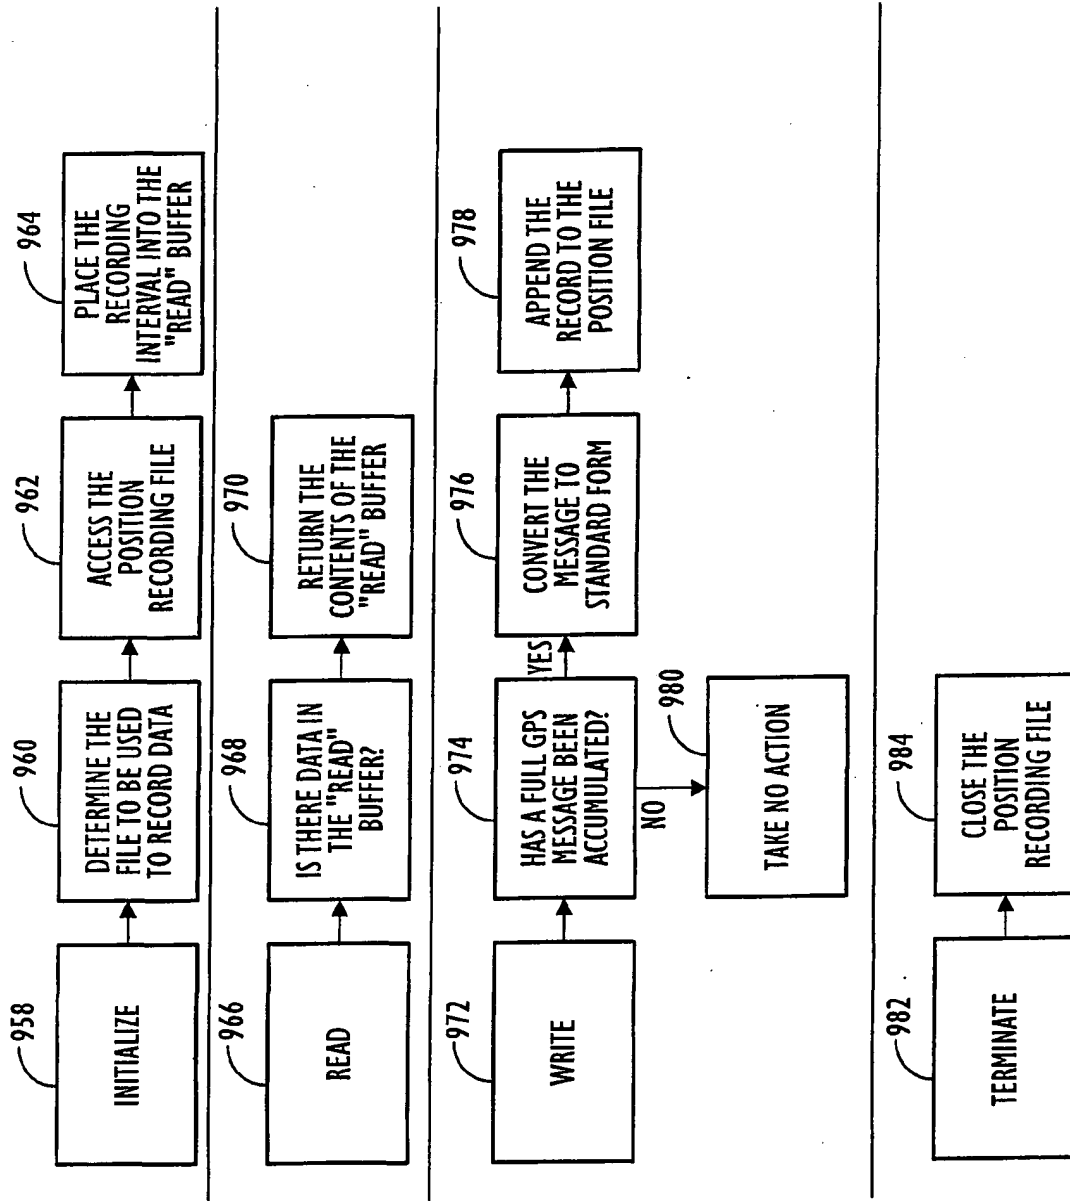 958
INITIALIZE
960
DETERMINE THE
FILE TO BE USED
TO RECORD DATA
962
ACCESS THE
POSITION
RECORDING FILE
964
PLACE THE
RECORDING
INTERVAL INTO THE
"READ" BUFFER
966
READ
968
IS THERE DATA IN
THE "READ"
BUFFER?
970
RETURN THE
CONTENTS OF THE
"READ" BUFFER
972
WRITE
974
HAS A FULL GPS
MESSAGE BEEN
ACCUMULATED?
YES
976
CONVERT THE
MESSAGE TO
STANDARD FORM
978
APPEND THE
RECORD TO THE
POSITION FILE
NO
980
TAKE NO ACTION
982
TERMINATE
984
CLOSE THE
POSITION
RECORDING FILE